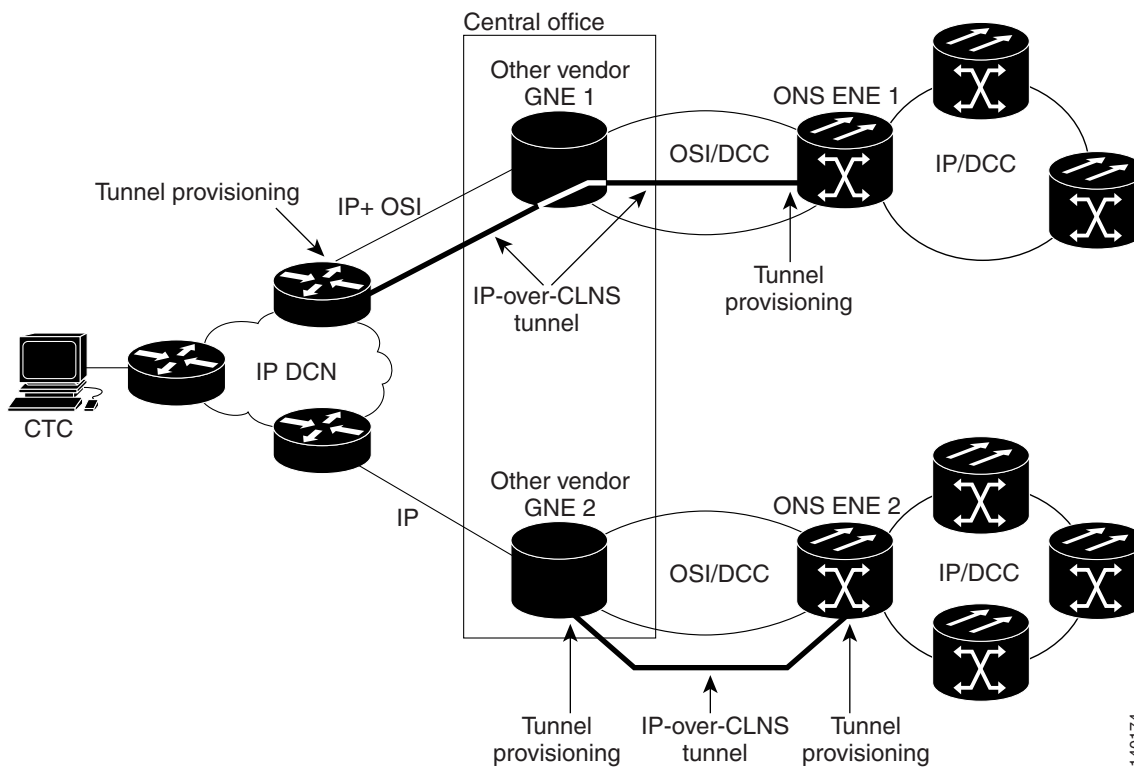 Central office
Other vendor
GNE 1
ONS ENE 1
OSI/DCC
IP/DCC
Tunnel provisioning
IP+ OSI
IP-over-CLNS
tunnel
Tunnel
provisioning
IP DCN
CTC
Other vendor
GNE 2
ONS ENE 2
IP
OSI/DCC
IP/DCC
Tunnel
provisioning
IP-over-CLNS
tunnel
Tunnel
provisioning